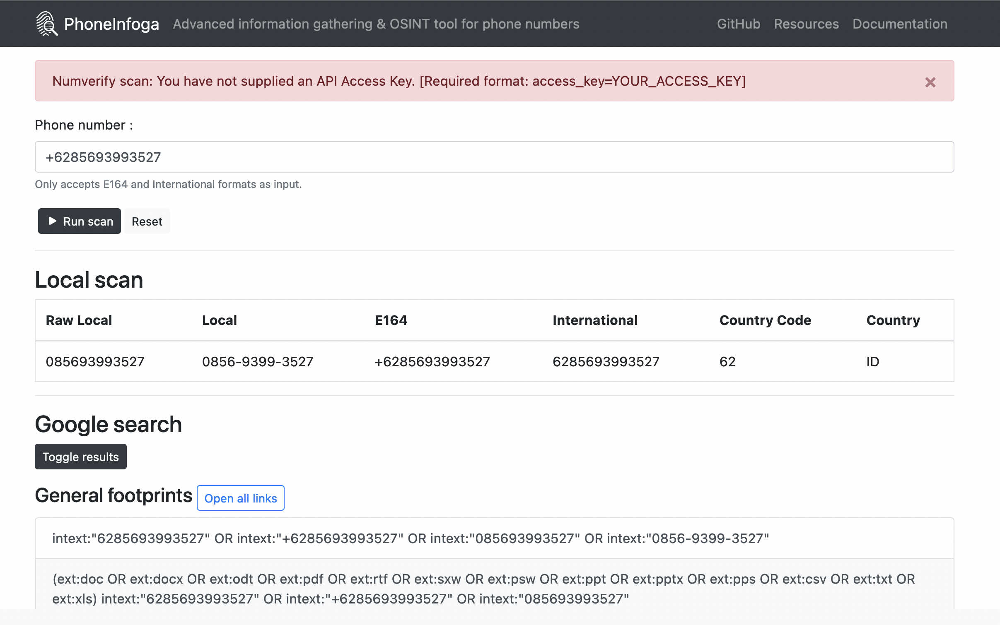 PhoneInfoga Advanced information gathering & OSINT tool for phone numbers GitHub Resources Documentation
Numverify scan: You have not supplied an API Access Key. [Required format: access_key=YOUR_ACCESS_KEY] ×
Phone number :
+6285693993527
Only accepts E164 and International formats as input.
Run scan Reset
Local scan
Raw Local Local E164 International Country Code Country
085693993527 0856-9399-3527 +6285693993527 6285693993527 62 ID
Google search
Toggle results
General footprints Open all links
intext:"6285693993527" OR intext:"+6285693993527" OR intext:"085693993527" OR intext:"0856-9399-3527"
(ext:doc OR ext:docx OR ext:odt OR ext:pdf OR ext:rtf OR ext:sxw OR ext:psw OR ext:ppt OR ext:pptx OR ext:pps OR ext:csv OR ext:txt OR
ext:xls) intext:"6285693993527" OR intext:"+6285693993527" OR intext:"085693993527"